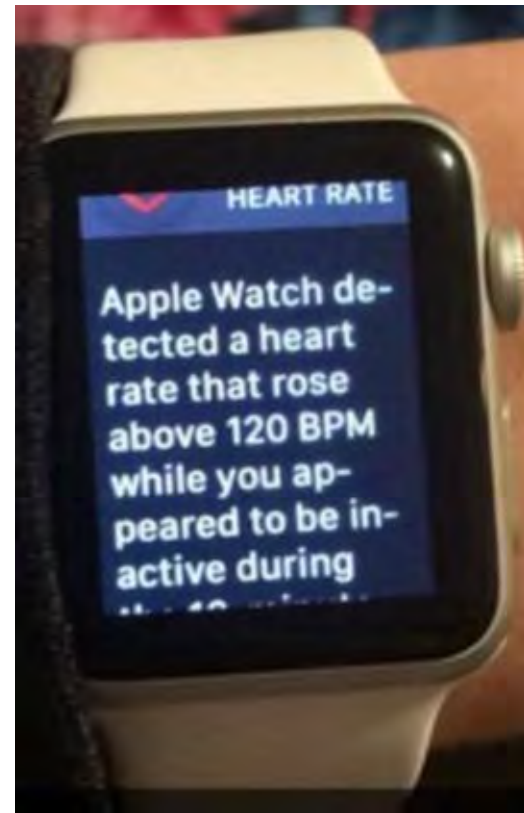 HEART RATE
Apple Watch de-
tected a heart
rate that rose
above 120 BPM
while you ap-
peared to be in-
active during